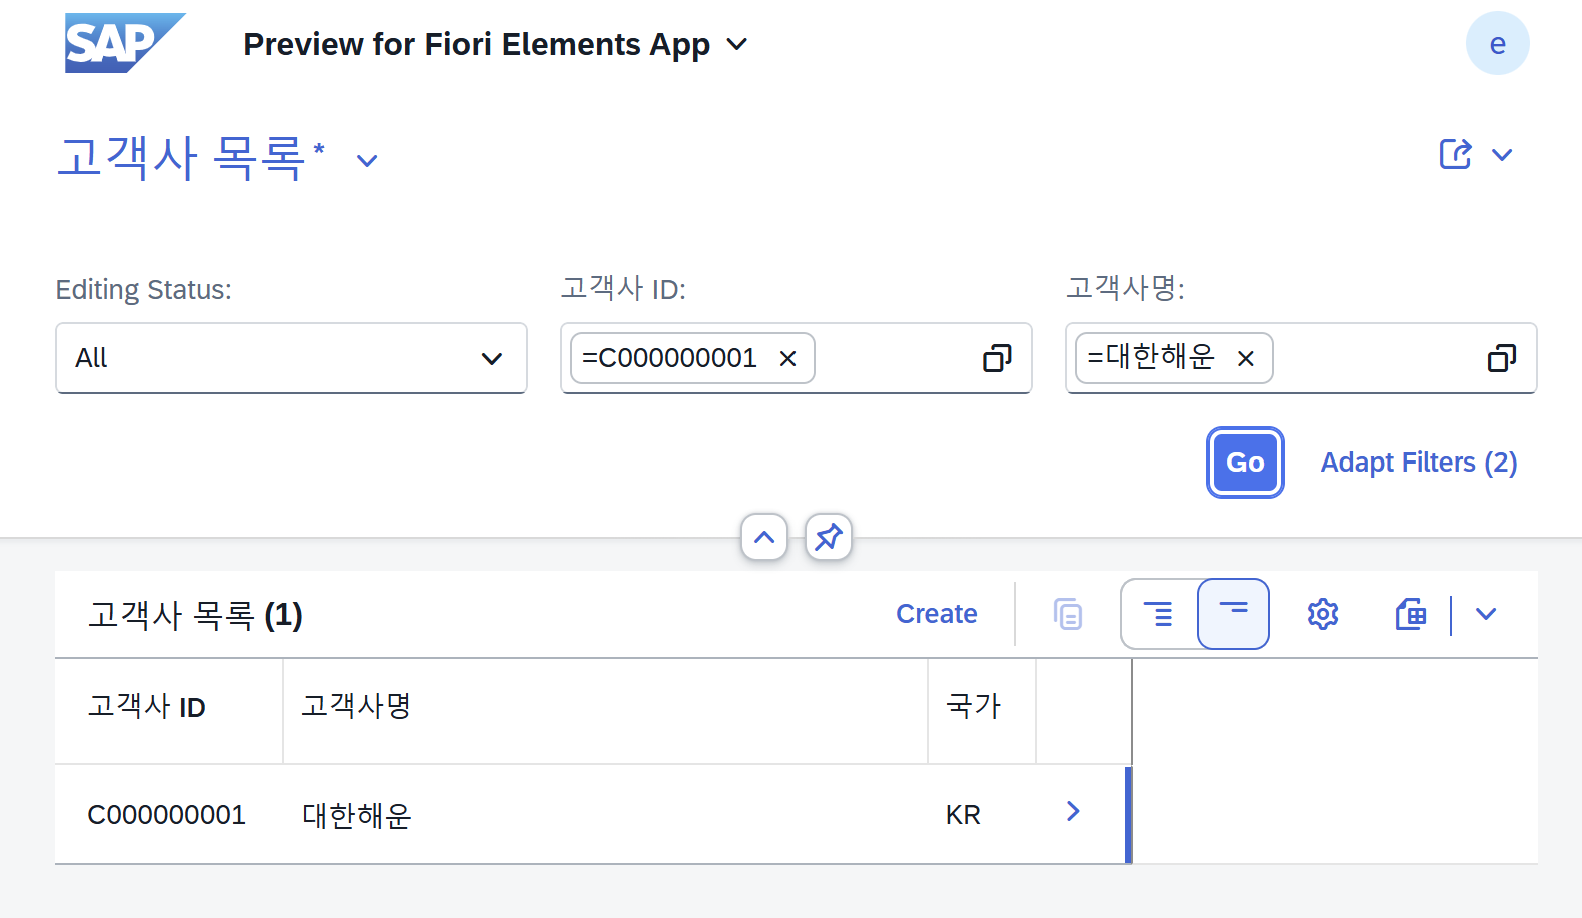 SAP
Preview for Fiori Elements App
e
고객사 목록*
Editing Status:
고객사 ID:
고객사명:
All
=C000000001
=대한해운
Go
Adapt Filters (2)
고객사 목록 (1)
Create
고객사 ID
고객사명
국가
C000000001
대한해운
KR